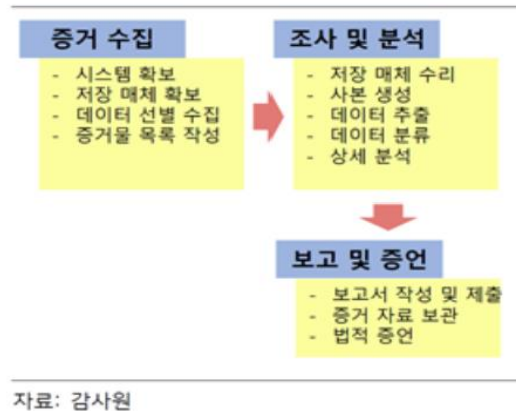 증거 수집
- 시스템 확보
- 저장 매체 확보
- 데이터 선별 수집
- 증거물 목록 작성
조사 및 분석
- 저장 매체 수리
- 사본 생성
- 데이터 추출
- 데이터 분류
- 상세 분석
보고 및 증언
- 보고서 작성 및 제출
- 증거 자료 보관
- 법적 증언
자료: 감사원